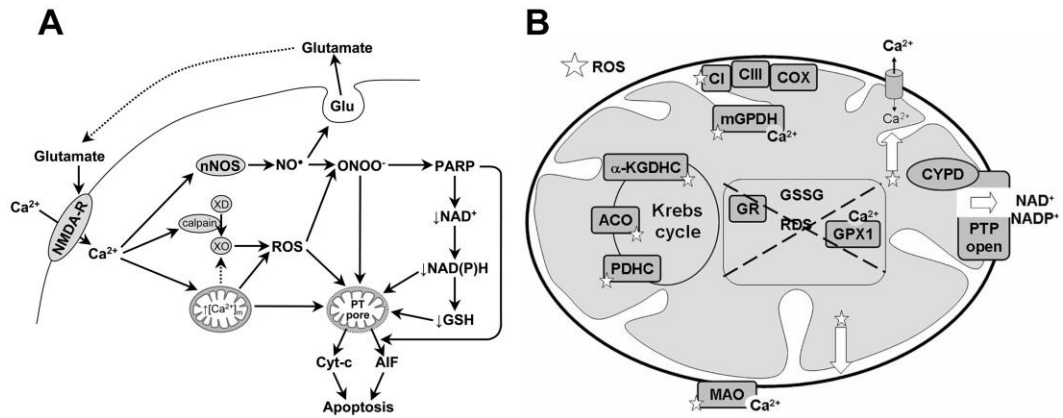 A
Glutamate
Glu
Glutamate
Ca²⁺
NMDA-R
Ca²⁺
nNOS
NO•
ONOO⁻
PARP
XD
calpain
XO
ROS
↓NAD⁺
↓NAD(P)H
↑[Ca²⁺]m
PT
pore
↓GSH
Cyt-c
AIF
Apoptosis
B
ROS
CI
CIII
COX
Ca²⁺
Ca²⁺
mGPDH
Ca²⁺
α-KGDHC
ACO
Krebs
cycle
PDHC
GR
GSSG
RDS
Ca²⁺
GPX1
CYPD
NAD⁺
NADP⁺
PTP
open
MAO
Ca²⁺